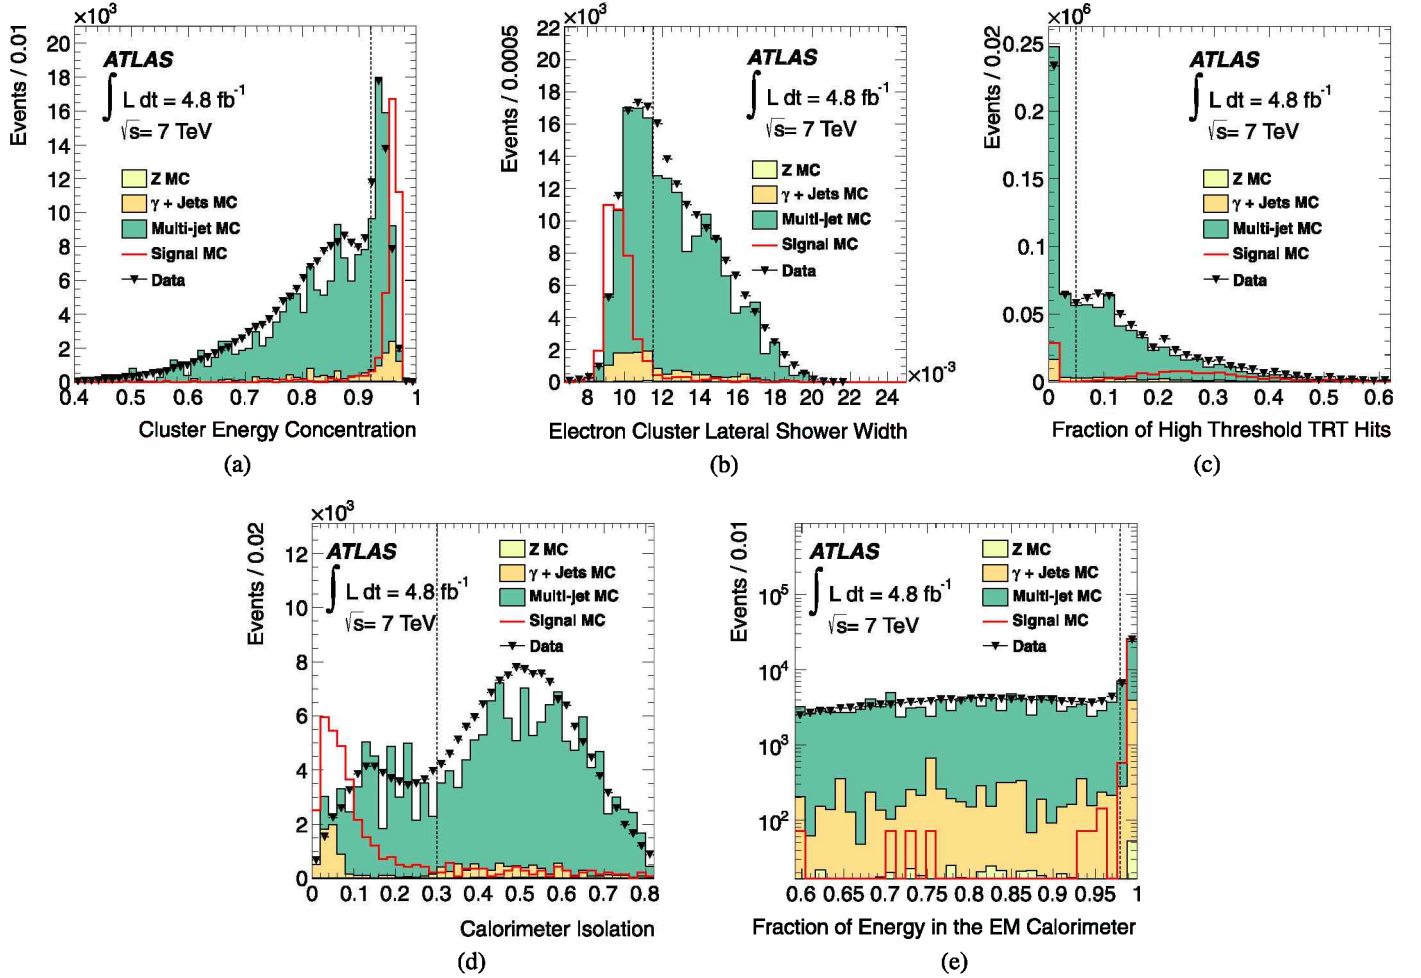 ×10³
Events / 0.01
20
18
16
14
12
10
8
6
4
2
0
ATLAS
∫ L dt = 4.8 fb⁻¹
√s= 7 TeV
Z MC
γ + Jets MC
Multi-jet MC
Signal MC
Data
0.4 0.5 0.6 0.7 0.8 0.9 1
Cluster Energy Concentration
(a)
×10³
Events / 0.0005
22
20
18
16
14
12
10
8
6
4
2
0
ATLAS
∫ L dt = 4.8 fb⁻¹
√s= 7 TeV
Z MC
γ + Jets MC
Multi-jet MC
Signal MC
Data
8 10 12 14 16 18 20 22 24
×10⁻³
Electron Cluster Lateral Shower Width
(b)
×10⁶
Events / 0.02
0.25
0.2
0.15
0.1
0.05
0
ATLAS
∫ L dt = 4.8 fb⁻¹
√s= 7 TeV
Z MC
γ + Jets MC
Multi-jet MC
Signal MC
Data
0 0.1 0.2 0.3 0.4 0.5 0.6
Fraction of High Threshold TRT Hits
(c)
×10³
Events / 0.02
12
10
8
6
4
2
0
ATLAS
∫ L dt = 4.8 fb⁻¹
√s= 7 TeV
Z MC
γ + Jets MC
Multi-jet MC
Signal MC
Data
0 0.1 0.2 0.3 0.4 0.5 0.6 0.7 0.8
Calorimeter Isolation
(d)
Events / 0.01
10⁵
10⁴
10³
10²
ATLAS
∫ L dt = 4.8 fb⁻¹
√s= 7 TeV
Z MC
γ + Jets MC
Multi-jet MC
Signal MC
Data
0.6 0.65 0.7 0.75 0.8 0.85 0.9 0.95 1
Fraction of Energy in the EM Calorimeter
(e)